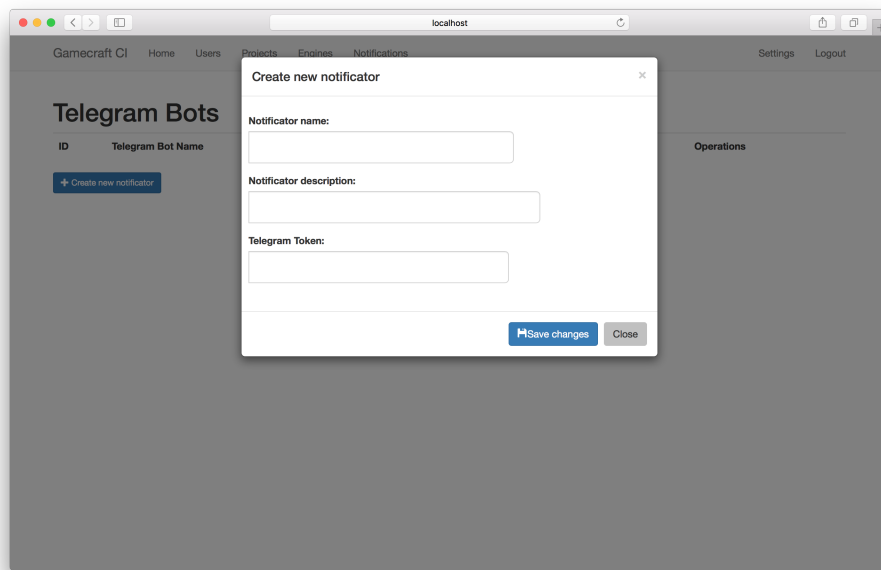 localhost
Gamecraft CI Home Users Projects Engines Notifications Settings Logout
Create new notificator ×
Telegram Bots
ID Telegram Bot Name Operations
Create new notificator
Notificator name:
Notificator description:
Telegram Token:
Save changes Close